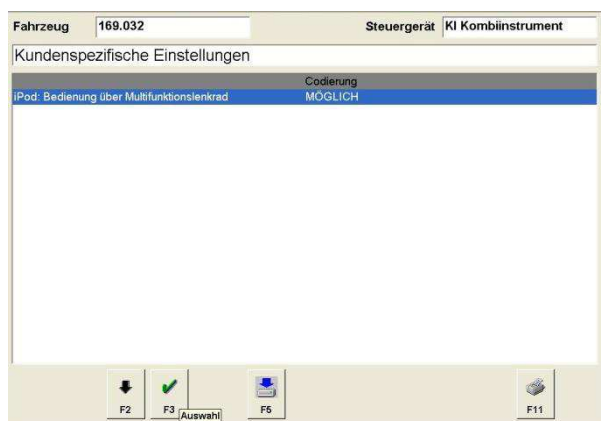 Fahrzeug 169.032 Steuergerät KI Kombiinstrument
Kundenspezifische Einstellungen
Codierung
iPod: Bedienung über Multifunktionslenkrad MÖGLICH
F2 F3 Auswahl F5 F11